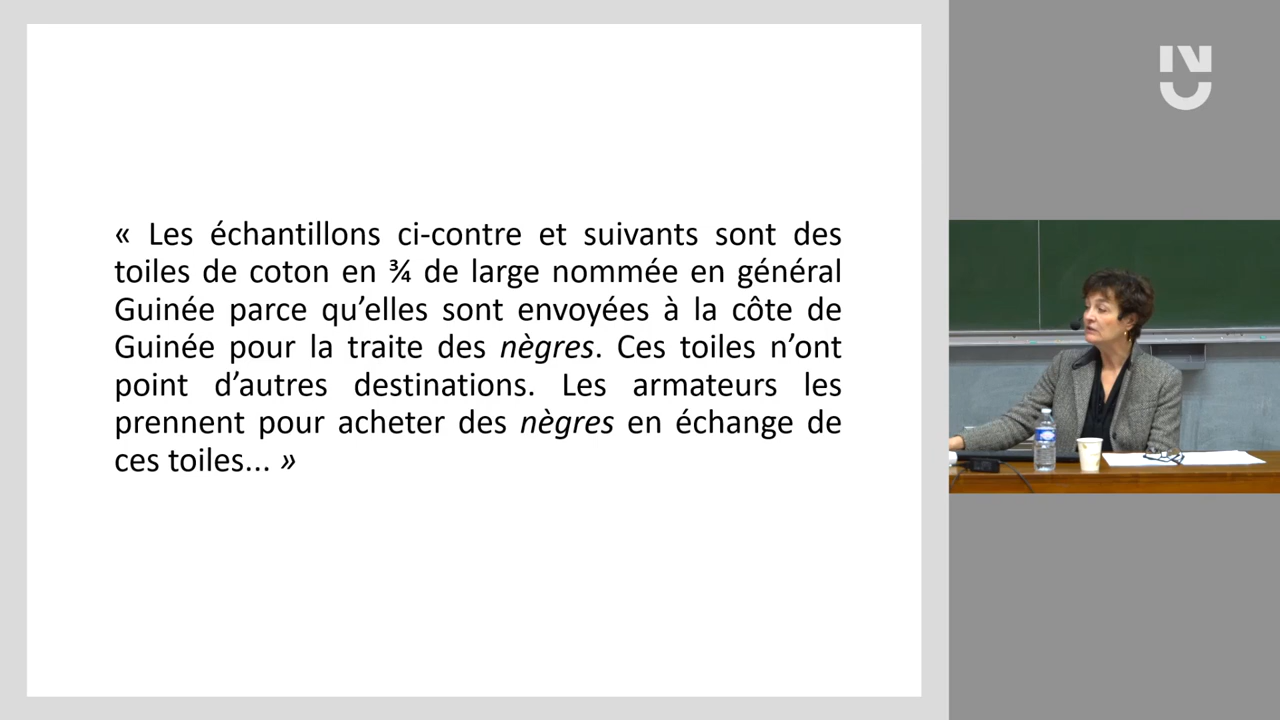 « Les échantillons ci-contre et suivants sont des
toiles de coton en ¾ de large nommée en général
Guinée parce qu’elles sont envoyées à la côte de
Guinée pour la traite des nègres. Ces toiles n’ont
point d’autres destinations. Les armateurs les
prennent pour acheter des nègres en échange de
ces toiles... »